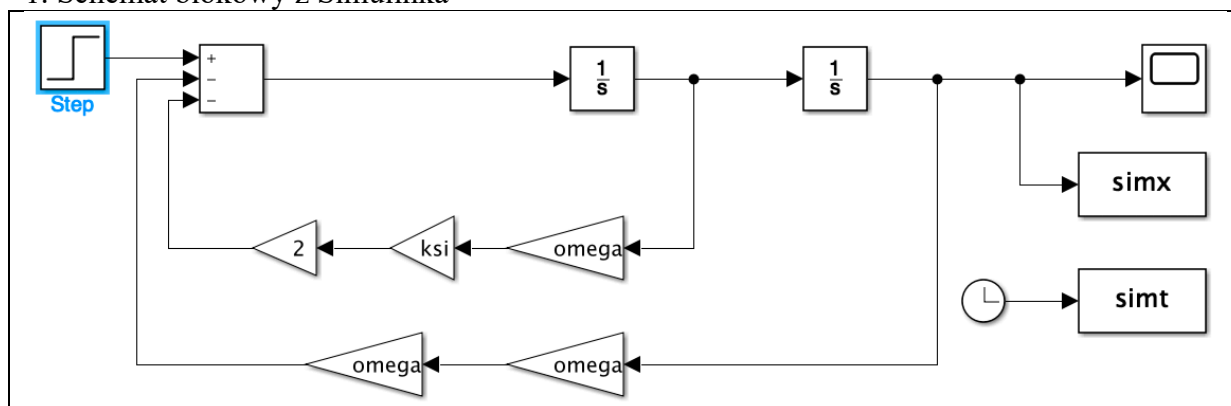 1. Schemat blokowy z Simulinka
+
−
−
Step
1
s
1
s
simx
2
ksi
omega
simt
omega
omega